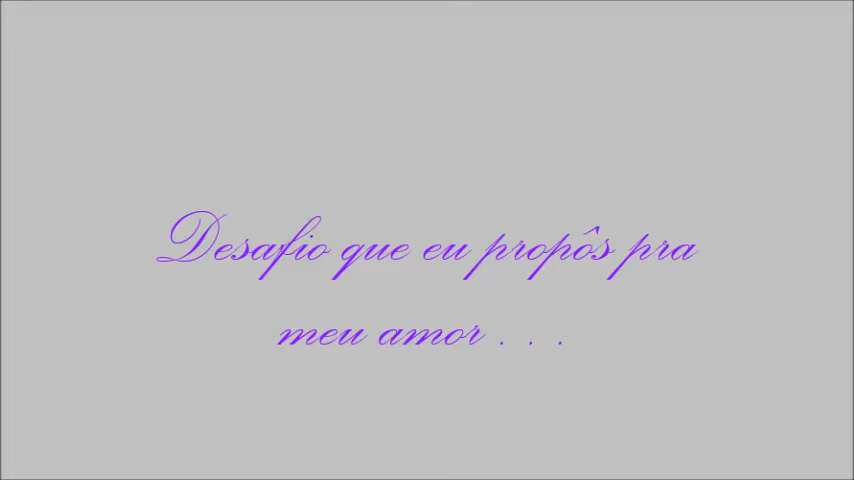 Desafio que eu propôs pra
meu amor . . .